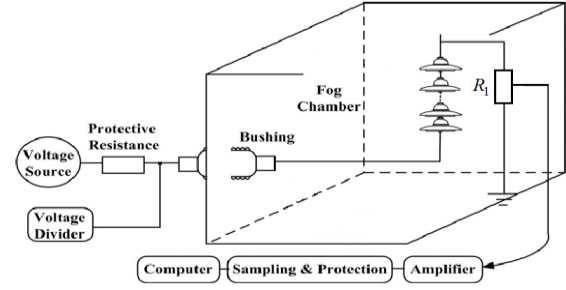 Fog
Chamber
R1
Protective
Resistance
Bushing
Voltage
Source
Voltage
Divider
Computer
Sampling & Protection
Amplifier